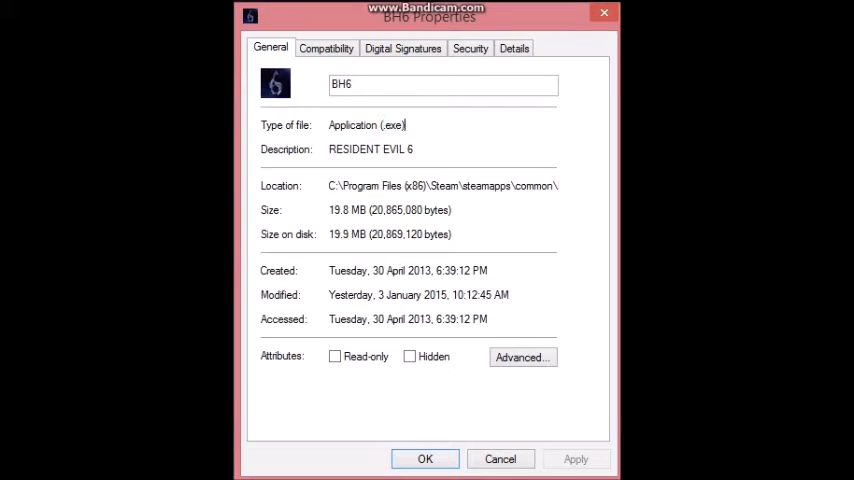 www.Bandicam.com
BH6 Properties
General Compatibility Digital Signatures Security Details
BH6
Type of file: Application (.exe)
Description: RESIDENT EVIL 6
Location: C:\Program Files (x86)\Steam\steamapps\common\
Size: 19.8 MB (20,865,080 bytes)
Size on disk: 19.9 MB (20,869,120 bytes)
Created: Tuesday, 30 April 2013, 6:39:12 PM
Modified: Yesterday, 3 January 2015, 10:12:45 AM
Accessed: Tuesday, 30 April 2013, 6:39:12 PM
Attributes: Read-only Hidden Advanced...
OK Cancel Apply